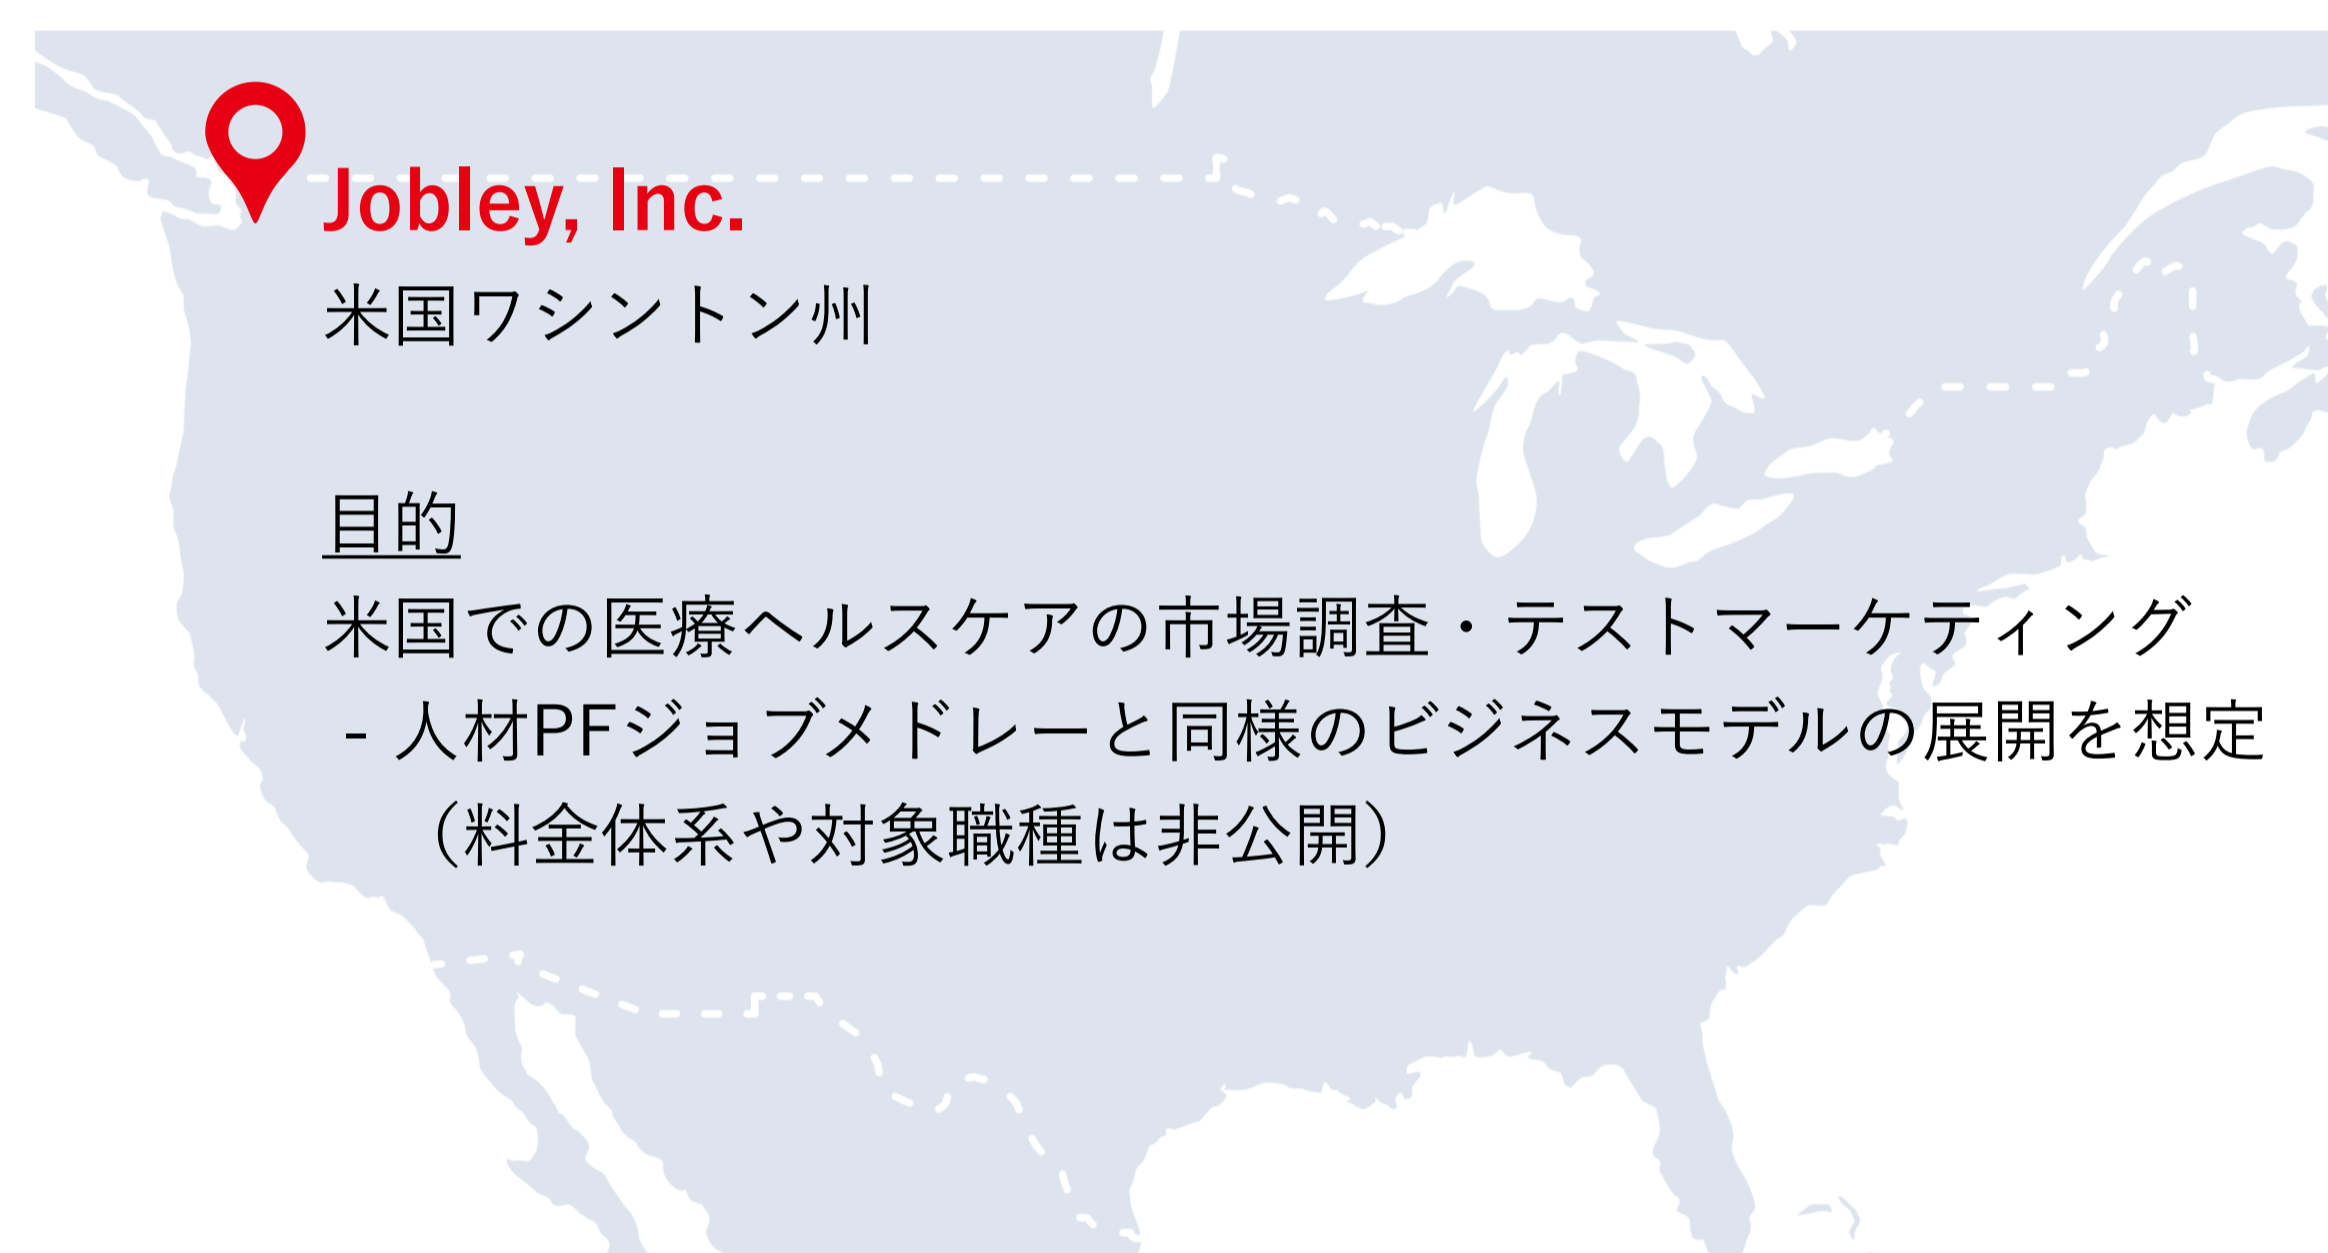 Jobley, Inc.
米国ワシントン州
目的
米国での医療ヘルスケアの市場調査・テストマーケティング
- 人材PFジョブメドレーと同様のビジネスモデルの展開を想定
（料金体系や対象職種は非公開）